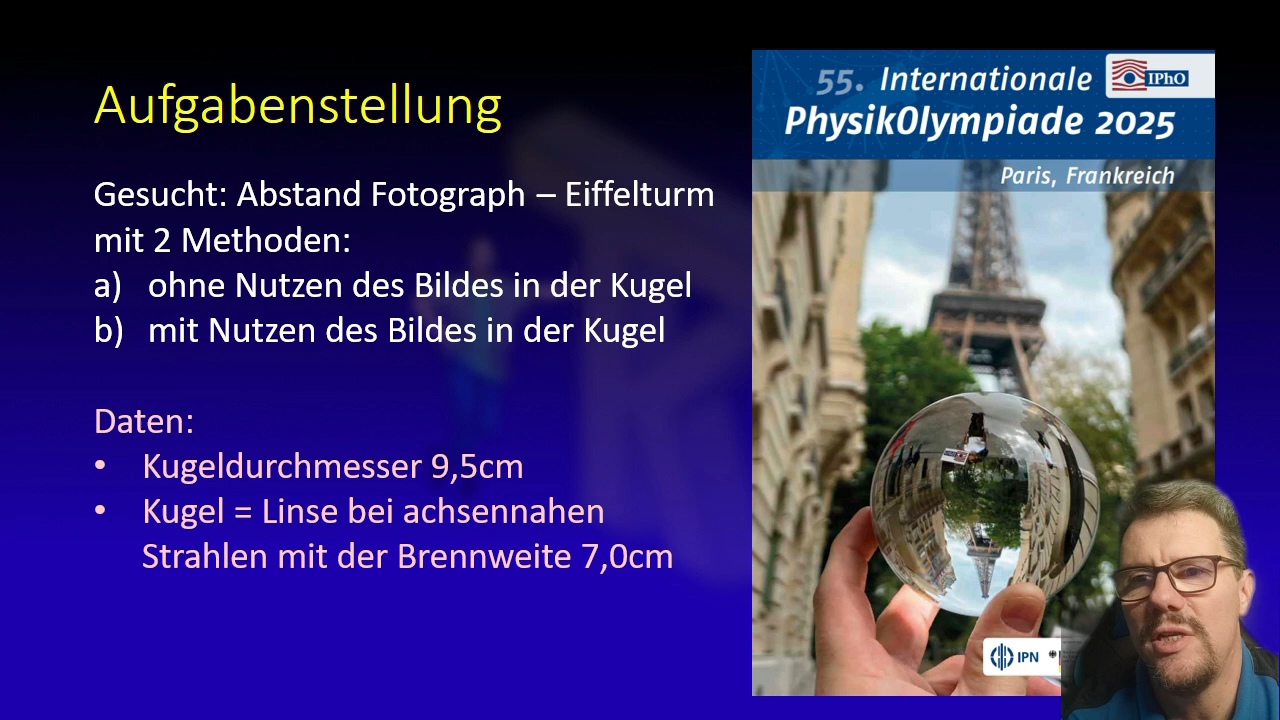 Aufgabenstellung
Gesucht: Abstand Fotograph – Eiffelturm
mit 2 Methoden:
a) ohne Nutzen des Bildes in der Kugel
b) mit Nutzen des Bildes in der Kugel
Daten:
• Kugeldurchmesser 9,5cm
• Kugel = Linse bei achsennahen
Strahlen mit der Brennweite 7,0cm
55. Internationale
IPhO
PhysikOlympiade 2025
Paris, Frankreich
IPN